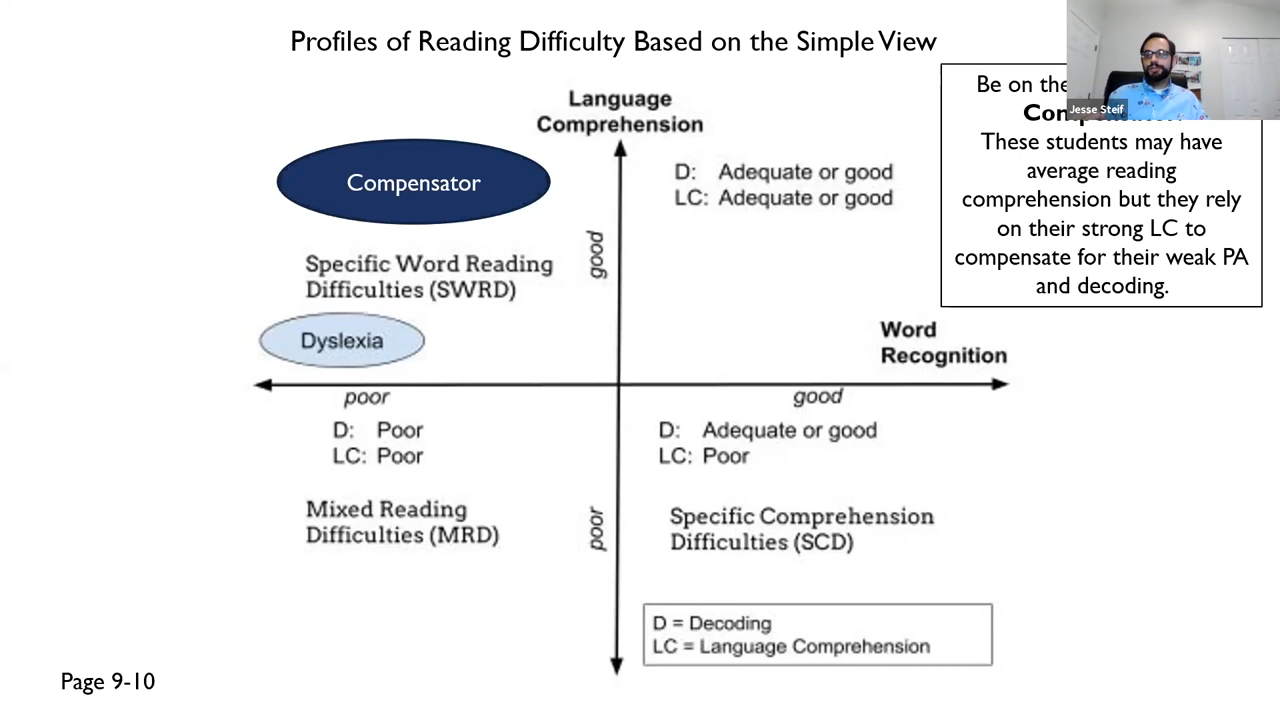 Profiles of Reading Difficulty Based on the Simple View
Jesse Steif
Be on the
These students may have
average reading
comprehension but they rely
on their strong LC to
compensate for their weak PA
and decoding.
Language
Comprehension
Compensator
D: Adequate or good
LC: Adequate or good
good
Specific Word Reading
Difficulties (SWRD)
Dyslexia
Word
Recognition
poor
good
D: Poor
LC: Poor
D: Adequate or good
LC: Poor
Mixed Reading
Difficulties (MRD)
poor
Specific Comprehension
Difficulties (SCD)
D = Decoding
LC = Language Comprehension
Page 9-10